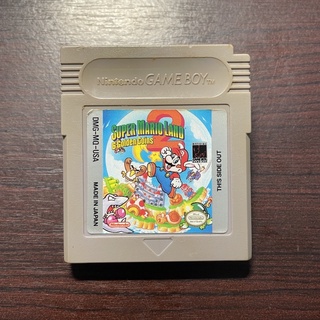 Nintendo GAME BOY TM
SUPER MARIO LAND
2
6 Golden Coins
DMG-MQ-USA
MADE IN JAPAN
THIS SIDE OUT